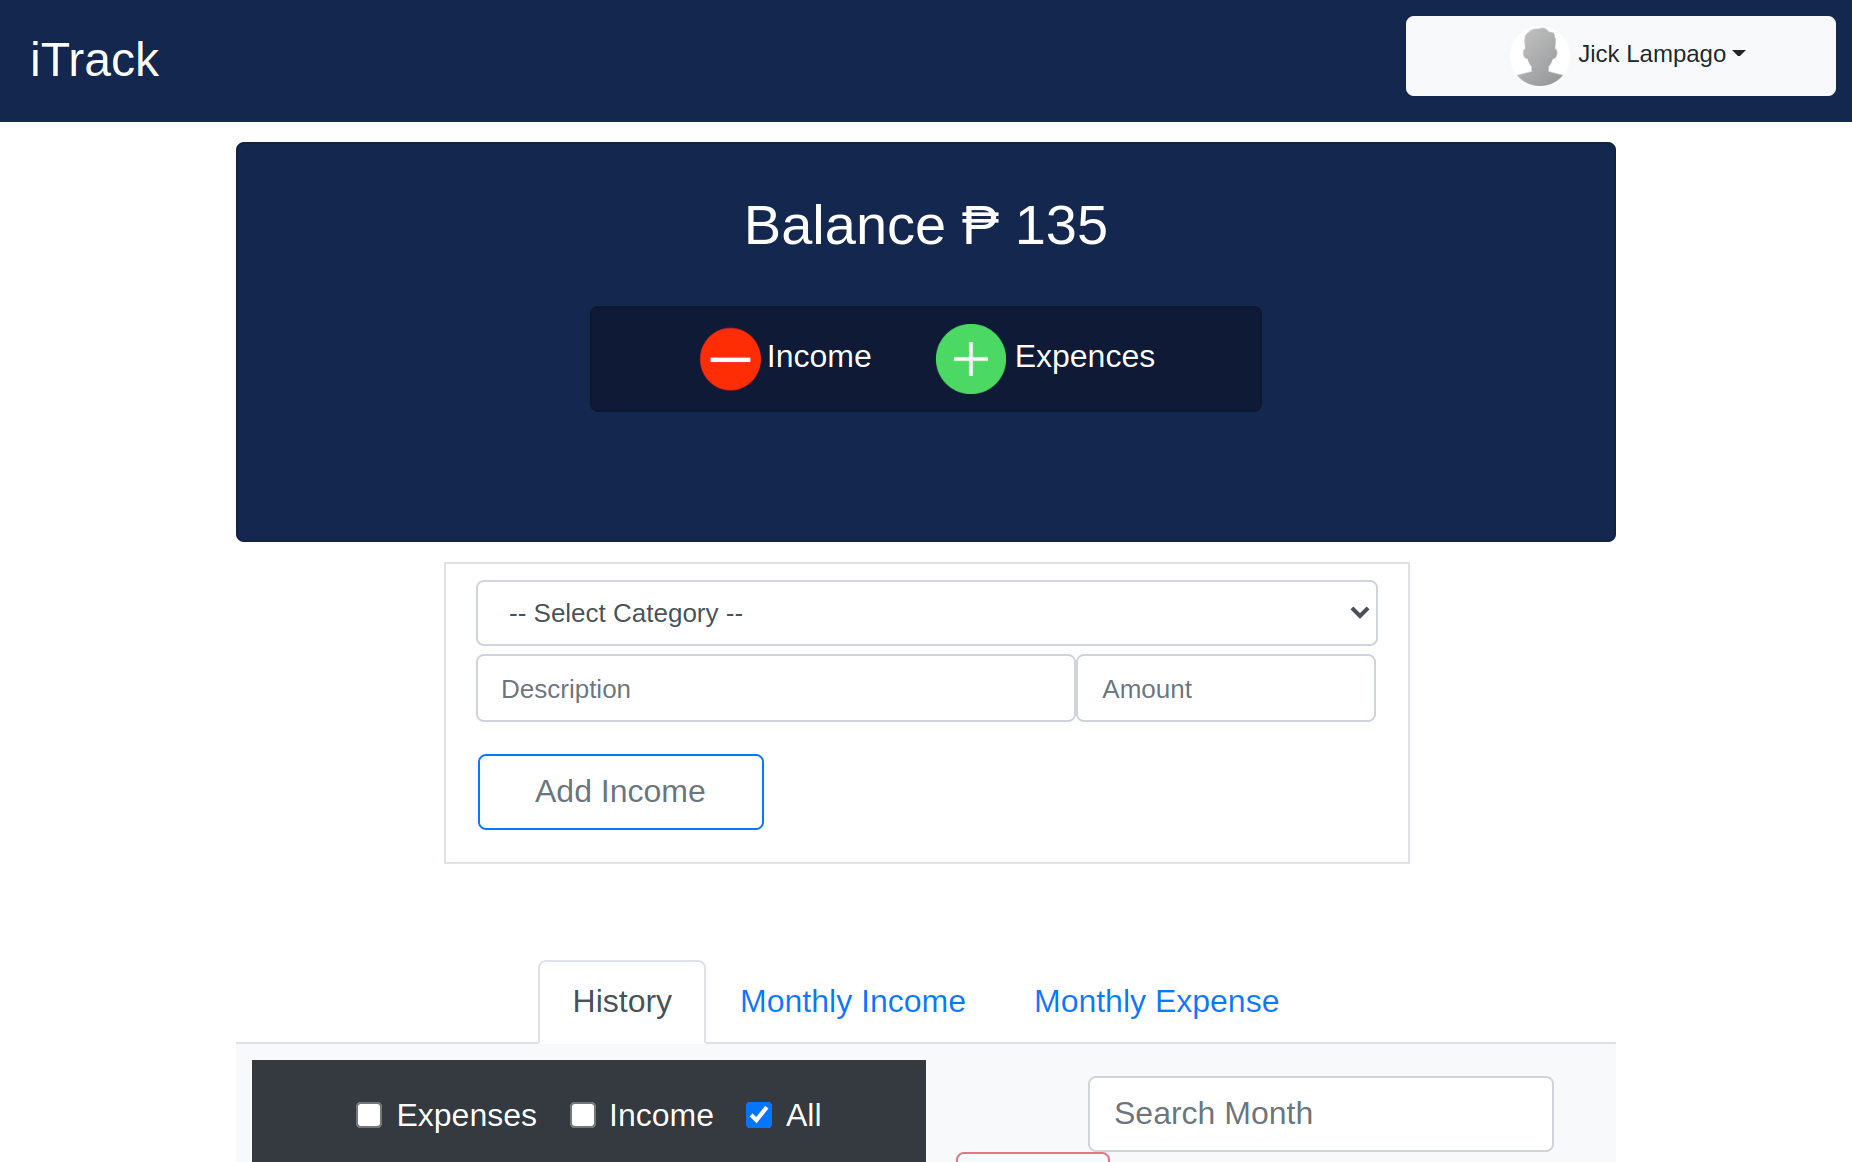 iTrack
Jick Lampago
Balance ₱ 135
Income
Expences
-- Select Category --
Description
Amount
Add Income
History
Monthly Income
Monthly Expense
Expenses
Income
All
Search Month